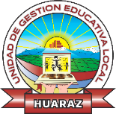 UNIDAD DE GESTION EDUCATIVA LOCAL
HUARAZ